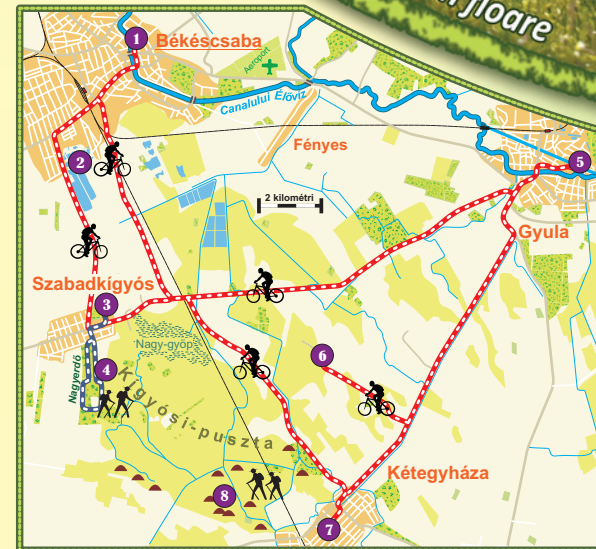 floare
1
Békéscsaba
Aeroport
Canalului Élővíz
Fényes
2
5
2 kilométri
Gyula
Szabadkígyós
3
Nagy-gyöp
Nagyerdő
4
6
Kígyósi-puszta
Kétegyháza
8
7